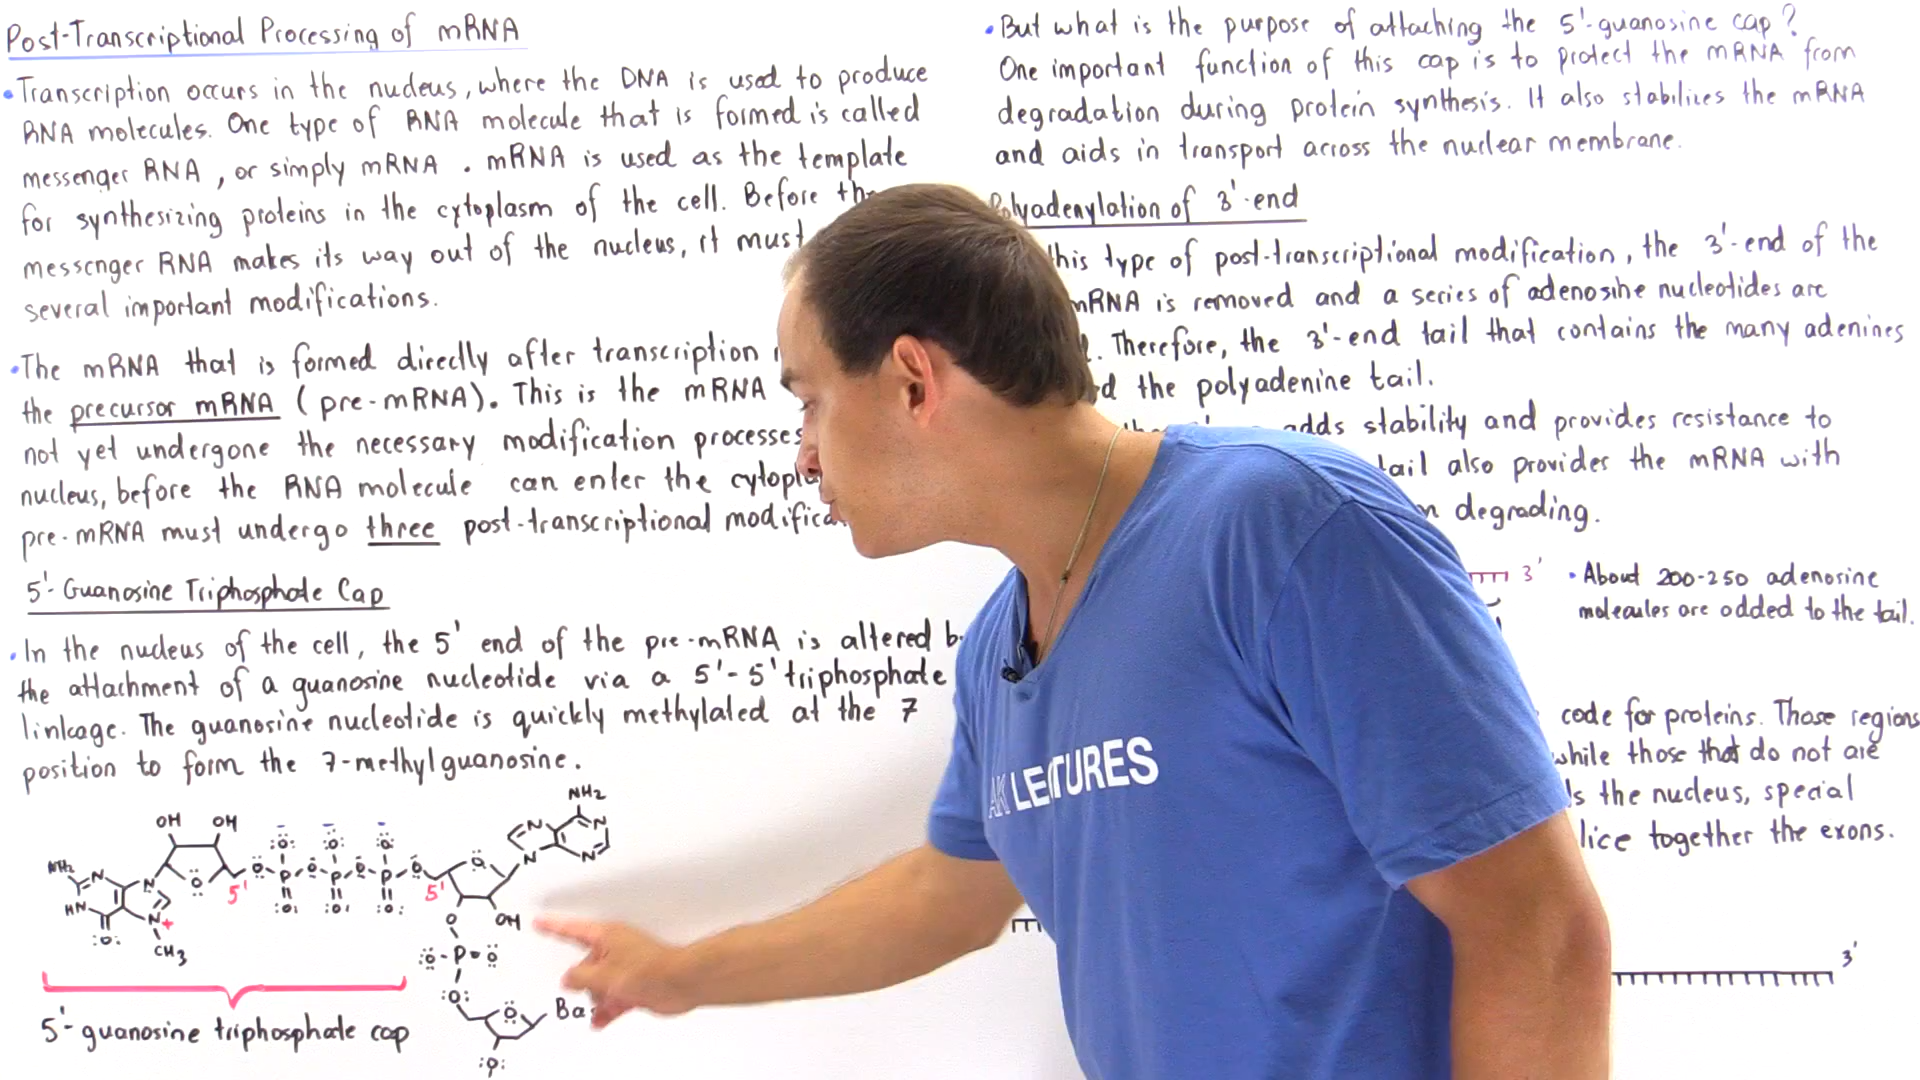 Post-Transcriptional Processing of mRNA
• Transcription occurs in the nucleus, where the DNA is used to produce
RNA molecules. One type of RNA molecule that is formed is called
messenger RNA, or simply mRNA. mRNA is used as the template
for synthesizing proteins in the cytoplasm of the cell. Before
messenger RNA makes its way out of the nucleus, it must
several important modifications.
• The mRNA that is formed directly after transcription
the precursor mRNA (pre-mRNA). This is the mRNA
not yet undergone the necessary modification processes
nucleus, before the RNA molecule can enter the
pre-mRNA must undergo three post-transcriptional
5'-Guanosine Triphosphate Cap
• In the nucleus of the cell, the 5' end of the pre-mRNA is altered
the attachment of a guanosine nucleotide via a 5'-5' triphosphate
linkage. The guanosine nucleotide is quickly methylated at the 7
position to form the 7-methylguanosine.
NH2
OH OH
NH2 N N O O P O P O P O O N N N N
HN N 5' O O O 5'
O N+ CH3
O OH
O P O
O
O
O
5'-guanosine triphosphate cap
• But what is the purpose of attaching the 5'-guanosine cap?
One important function of this cap is to protect the mRNA from
degradation during protein synthesis. It also stabilizes the mRNA
and aids in transport across the nuclear membrane.
Polyadenylation of 3'-end
this type of post-transcriptional modification, the 3'-end of the
mRNA is removed and a series of adenosine nucleotides are
Therefore, the 3'-end tail that contains the many adenines
the polyadenine tail.
adds stability and provides resistance to
tail also provides the mRNA with
degrading.
3'
• About 200-250 adenosine
molecules are added to the tail.
code for proteins. Those regions
while those that do not are
the nucleus, special
together the exons.
3'
AK LECTURES